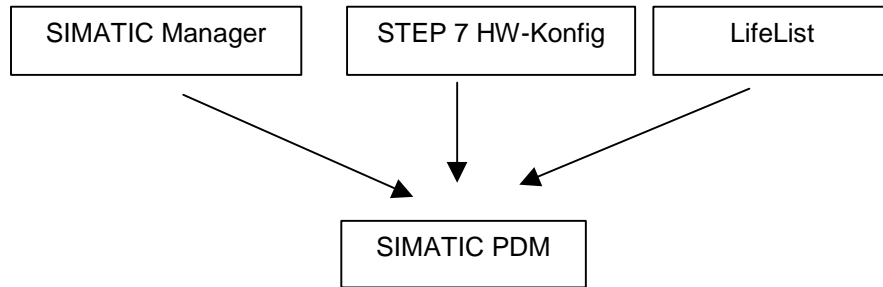 SIMATIC Manager
STEP 7 HW-Konfig
LifeList
SIMATIC PDM